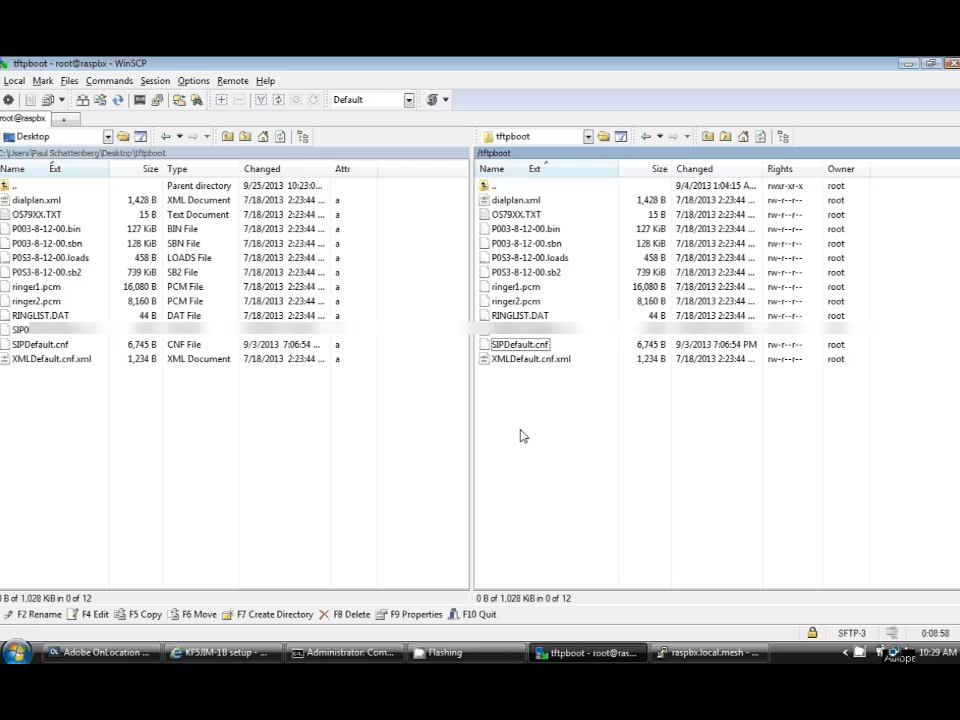 tftpboot - root@raspbx - WinSCP
Local Mark Files Commands Session Options Remote Help
Default
root@raspbx
Desktop
tftpboot
C:\Users\Paul Schattenberg\Desktop\tftpboot
/tftpboot
Name Ext Size Type Changed Attr
Name Ext Size Changed Rights Owner
.. Parent directory 9/25/2013 10:23:0...
.. 9/4/2013 1:04:15 A... rwxr-xr-x root
dialplan.xml 1,428 B XML Document 7/18/2013 2:23:44 ... a
dialplan.xml 1,428 B 7/18/2013 2:23:44 ... rw-r--r-- root
OS79XX.TXT 15 B Text Document 7/18/2013 2:23:44 ... a
OS79XX.TXT 15 B 7/18/2013 2:23:44 ... rw-r--r-- root
P003-8-12-00.bin 127 KiB BIN File 7/18/2013 2:23:44 ... a
P003-8-12-00.bin 127 KiB 7/18/2013 2:23:44 ... rw-r--r-- root
P003-8-12-00.sbn 128 KiB SBN File 7/18/2013 2:23:44 ... a
P003-8-12-00.sbn 128 KiB 7/18/2013 2:23:44 ... rw-r--r-- root
P0S3-8-12-00.loads 458 B LOADS File 7/18/2013 2:23:44 ... a
P0S3-8-12-00.loads 458 B 7/18/2013 2:23:44 ... rw-r--r-- root
P0S3-8-12-00.sb2 739 KiB SB2 File 7/18/2013 2:23:44 ... a
P0S3-8-12-00.sb2 739 KiB 7/18/2013 2:23:44 ... rw-r--r-- root
ringer1.pcm 16,080 B PCM File 7/18/2013 2:23:44 ... a
ringer1.pcm 16,080 B 7/18/2013 2:23:44 ... rw-r--r-- root
ringer2.pcm 8,160 B PCM File 7/18/2013 2:23:44 ... a
ringer2.pcm 8,160 B 7/18/2013 2:23:44 ... rw-r--r-- root
RINGLIST.DAT 44 B DAT File 7/18/2013 2:23:44 ... a
RINGLIST.DAT 44 B 7/18/2013 2:23:44 ... rw-r--r-- root
SIP0
SIPDefault.cnf 6,745 B CNF File 9/3/2013 7:06:54 ... a
SIPDefault.cnf 6,745 B 9/3/2013 7:06:54 PM rw-r--r-- root
XMLDefault.cnf.xml 1,234 B XML Document 7/18/2013 2:23:44 ... a
XMLDefault.cnf.xml 1,234 B 7/18/2013 2:23:44 ... rw-r--r-- root
0 B of 1,028 KiB in 0 of 12
0 B of 1,028 KiB in 0 of 12
F2 Rename F4 Edit F5 Copy F6 Move F7 Create Directory F8 Delete F9 Properties F10 Quit
SFTP-3 0:08:58
Adobe OnLocation ... KF5JIM-1B setup - ... Administrator: Com... Flashing tftpboot - root@ras... raspbx.local.mesh - ... 10:29 AM